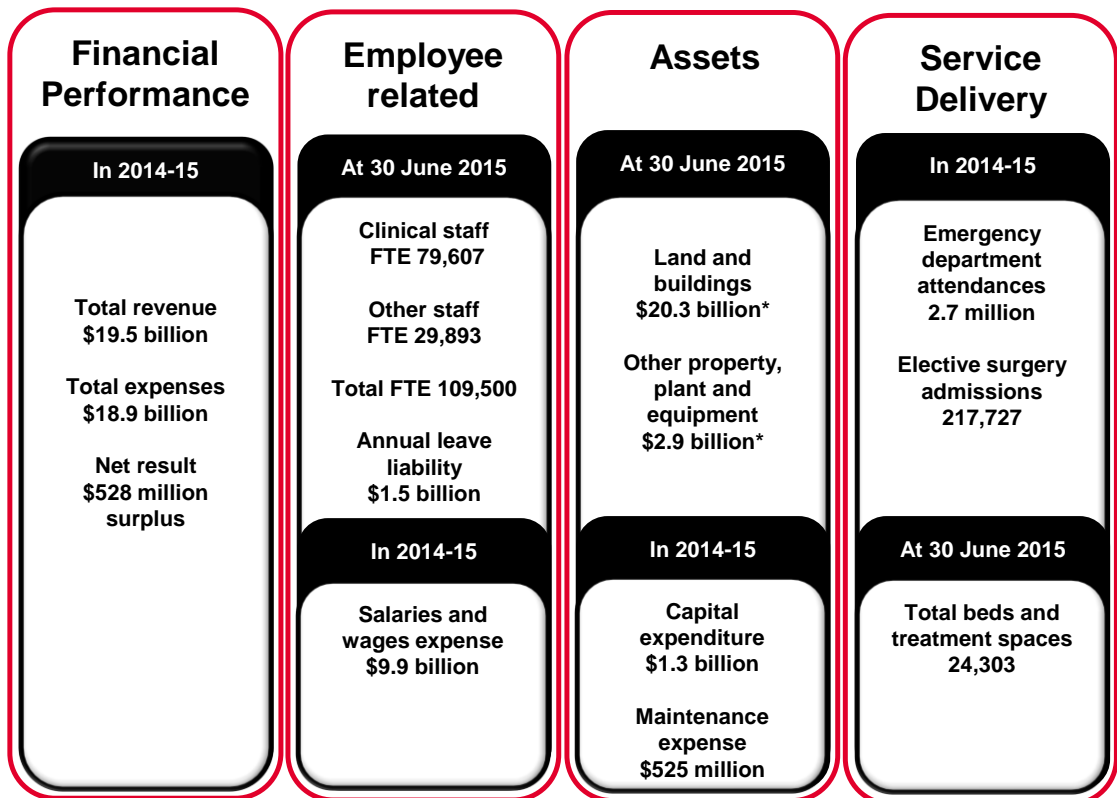 Financial
Performance
In 2014-15
Total revenue
$19.5 billion
Total expenses
$18.9 billion
Net result
$528 million
surplus
Employee
related
At 30 June 2015
Clinical staff
FTE 79,607
Other staff
FTE 29,893
Total FTE 109,500
Annual leave
liability
$1.5 billion
In 2014-15
Salaries and
wages expense
$9.9 billion
Assets
At 30 June 2015
Land and
buildings
$20.3 billion*
Other property,
plant and
equipment
$2.9 billion*
In 2014-15
Capital
expenditure
$1.3 billion
Maintenance
expense
$525 million
Service
Delivery
In 2014-15
Emergency
department
attendances
2.7 million
Elective surgery
admissions
217,727
At 30 June 2015
Total beds and
treatment spaces
24,303